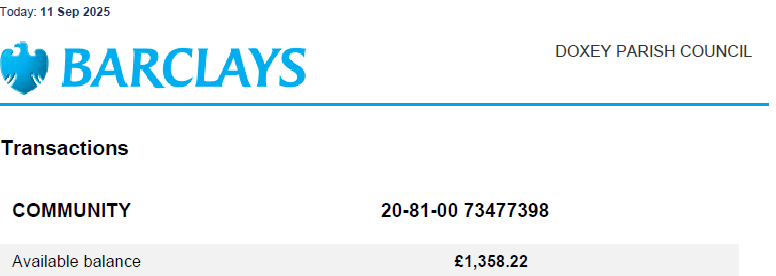 Today: 11 Sep 2025
BARCLAYS
DOXEY PARISH COUNCIL
Transactions
COMMUNITY 20-81-00 73477398
Available balance £1,358.22